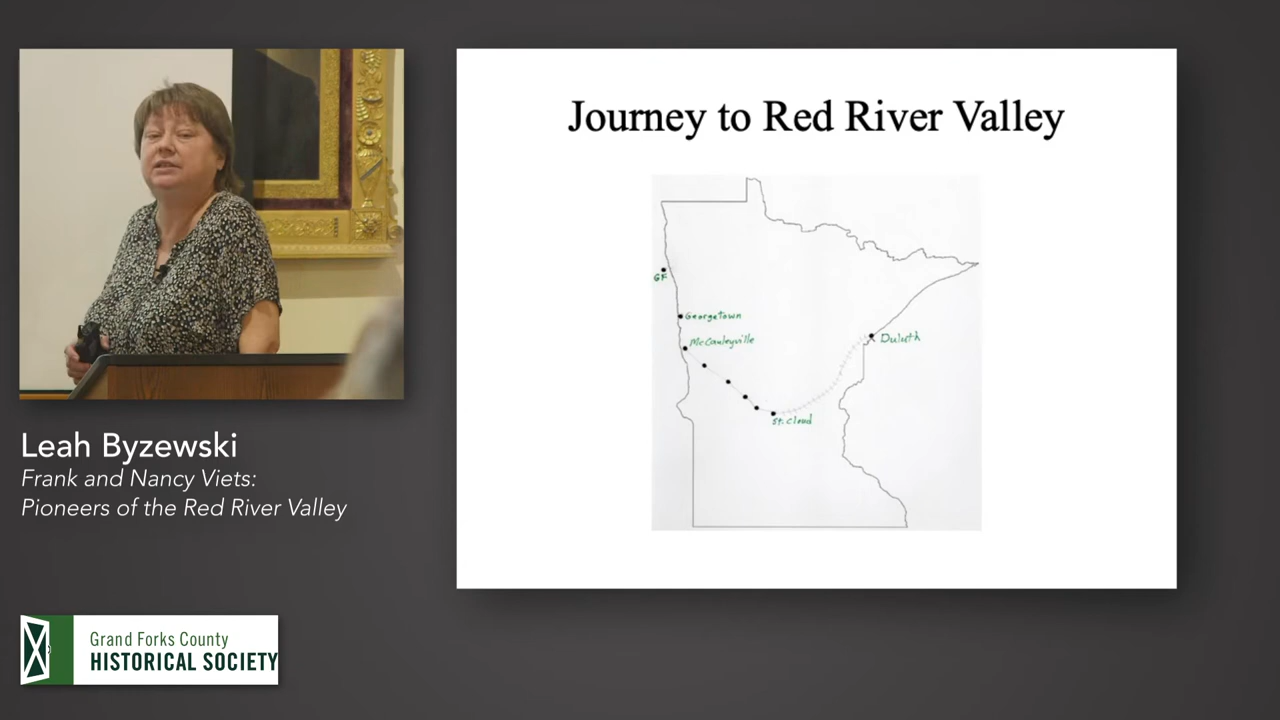 Journey to Red River Valley
GF
Georgetown
McCauleyville
Duluth
St. Cloud
Leah Byzewski
Frank and Nancy Viets:
Pioneers of the Red River Valley
Grand Forks County
HISTORICAL SOCIETY